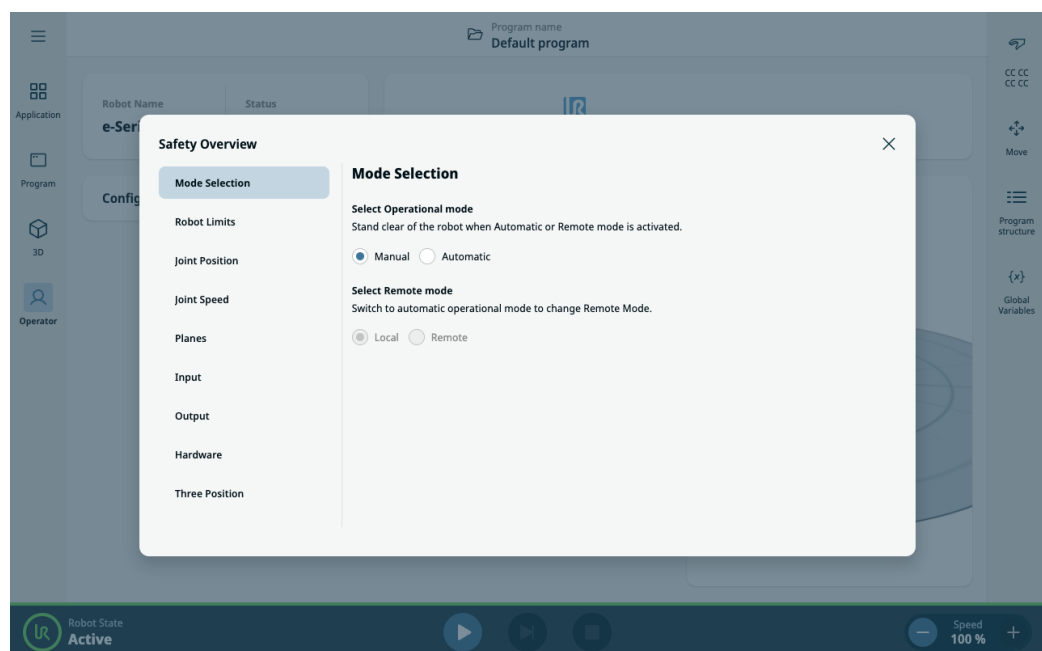 Program name
Default program
Application
Program
3D
Operator
Robot Name
Status
e-Seri
Config
CC CC
CC CC
Move
Program
structure
{x}
Global
Variables
Safety Overview
Mode Selection
Robot Limits
Joint Position
Joint Speed
Planes
Input
Output
Hardware
Three Position
Mode Selection
Select Operational mode
Stand clear of the robot when Automatic or Remote mode is activated.
Manual
Automatic
Select Remote mode
Switch to automatic operational mode to change Remote Mode.
Local
Remote
Robot State
Active
Speed
100 %